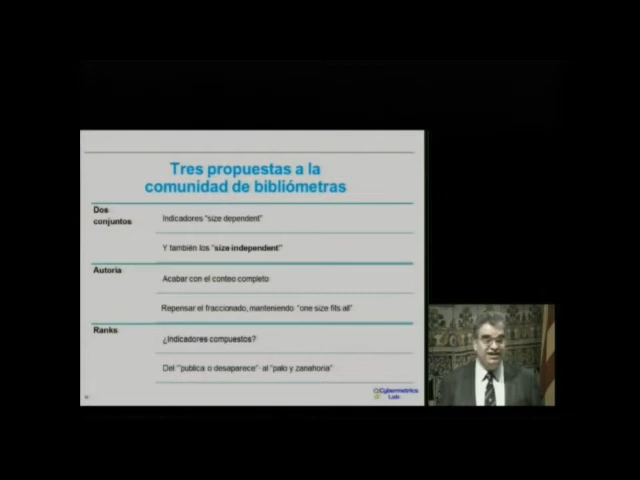 Tres propuestas a la
comunidad de bibliómetras
Dos
conjuntos
Indicadores "size dependent"
Y también los "size independent"
Autoria
Acabar con el conteo completo
Repensar el fraccionado, manteniendo "one size fits all"
Ranks
¿Indicadores compuestos?
Del "publica o desaparece" al "palo y zanahoria"
Cybermetrics
Lab